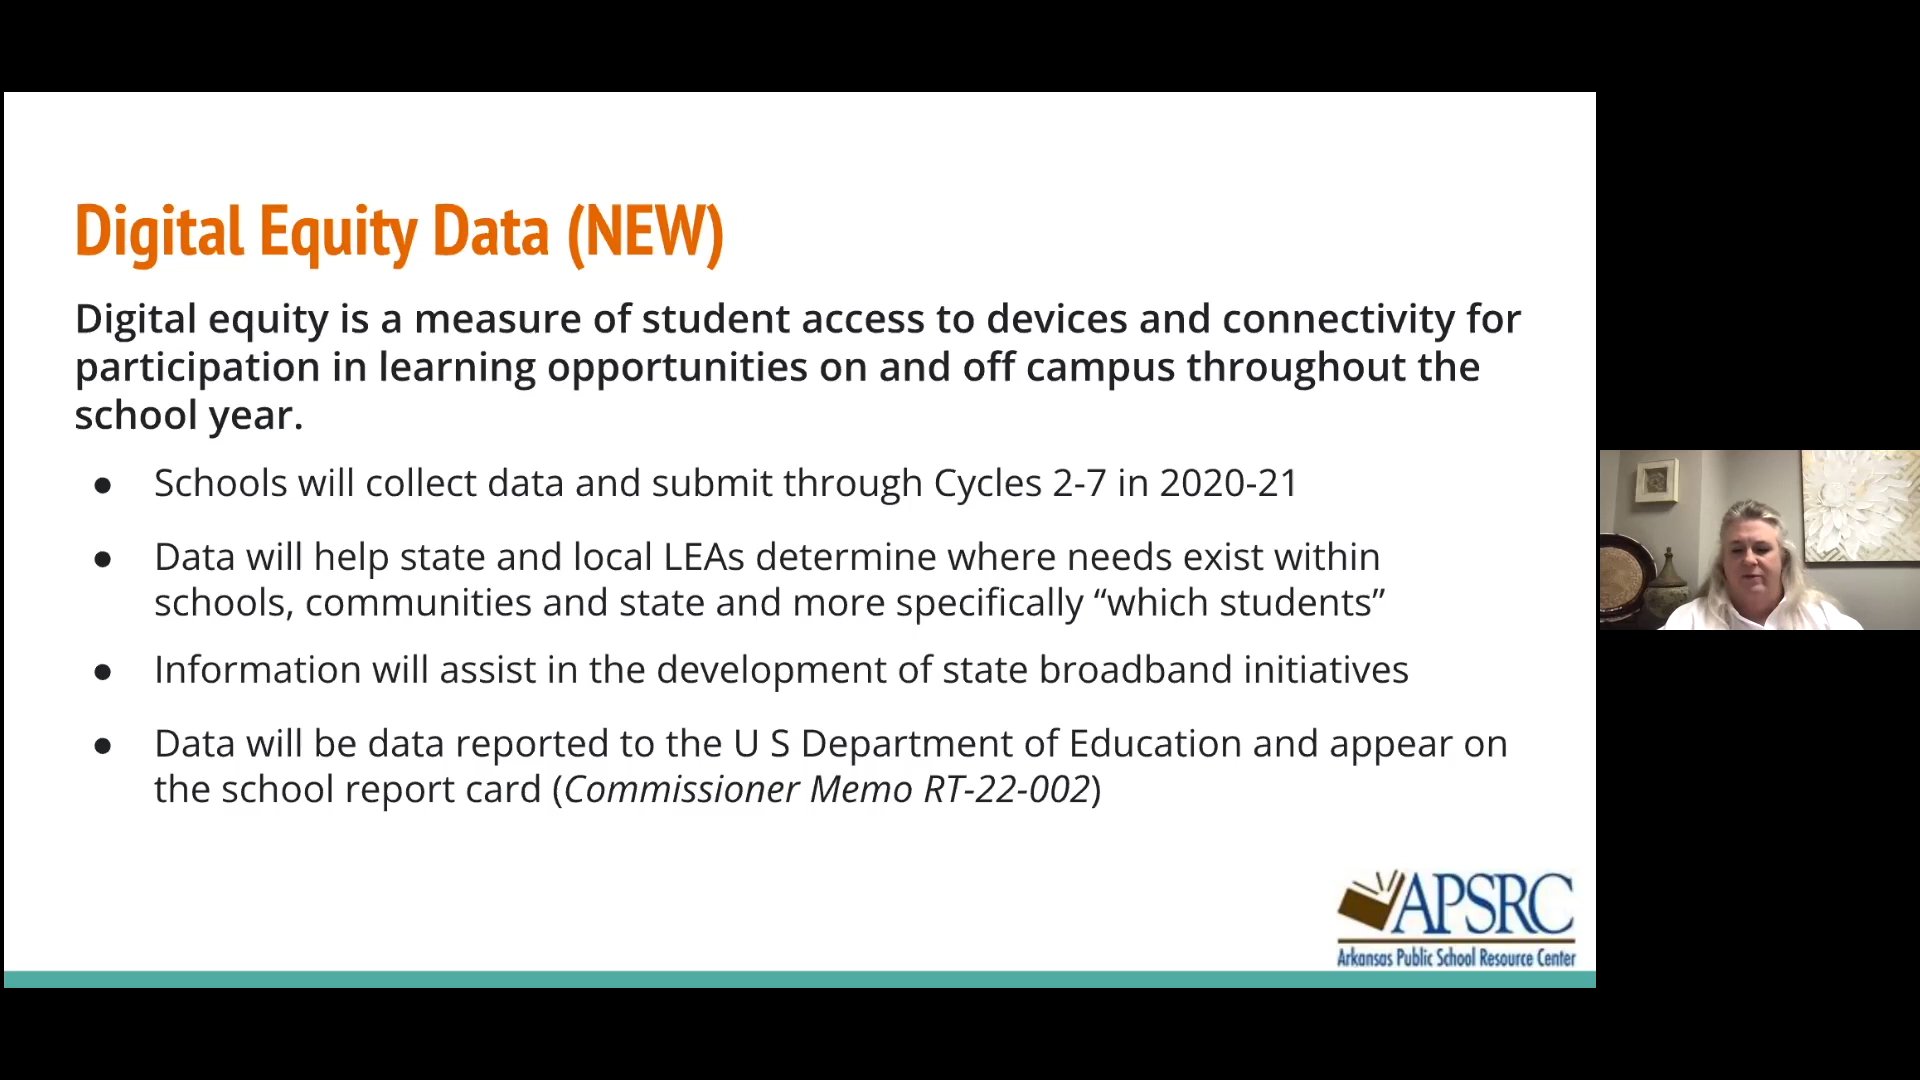 Digital Equity Data (NEW)
Digital equity is a measure of student access to devices and connectivity for
participation in learning opportunities on and off campus throughout the
school year.
● Schools will collect data and submit through Cycles 2-7 in 2020-21
● Data will help state and local LEAs determine where needs exist within
schools, communities and state and more specifically “which students”
● Information will assist in the development of state broadband initiatives
● Data will be data reported to the U S Department of Education and appear on
the school report card (Commissioner Memo RT-22-002)
APSRC
Arkansas Public School Resource Center